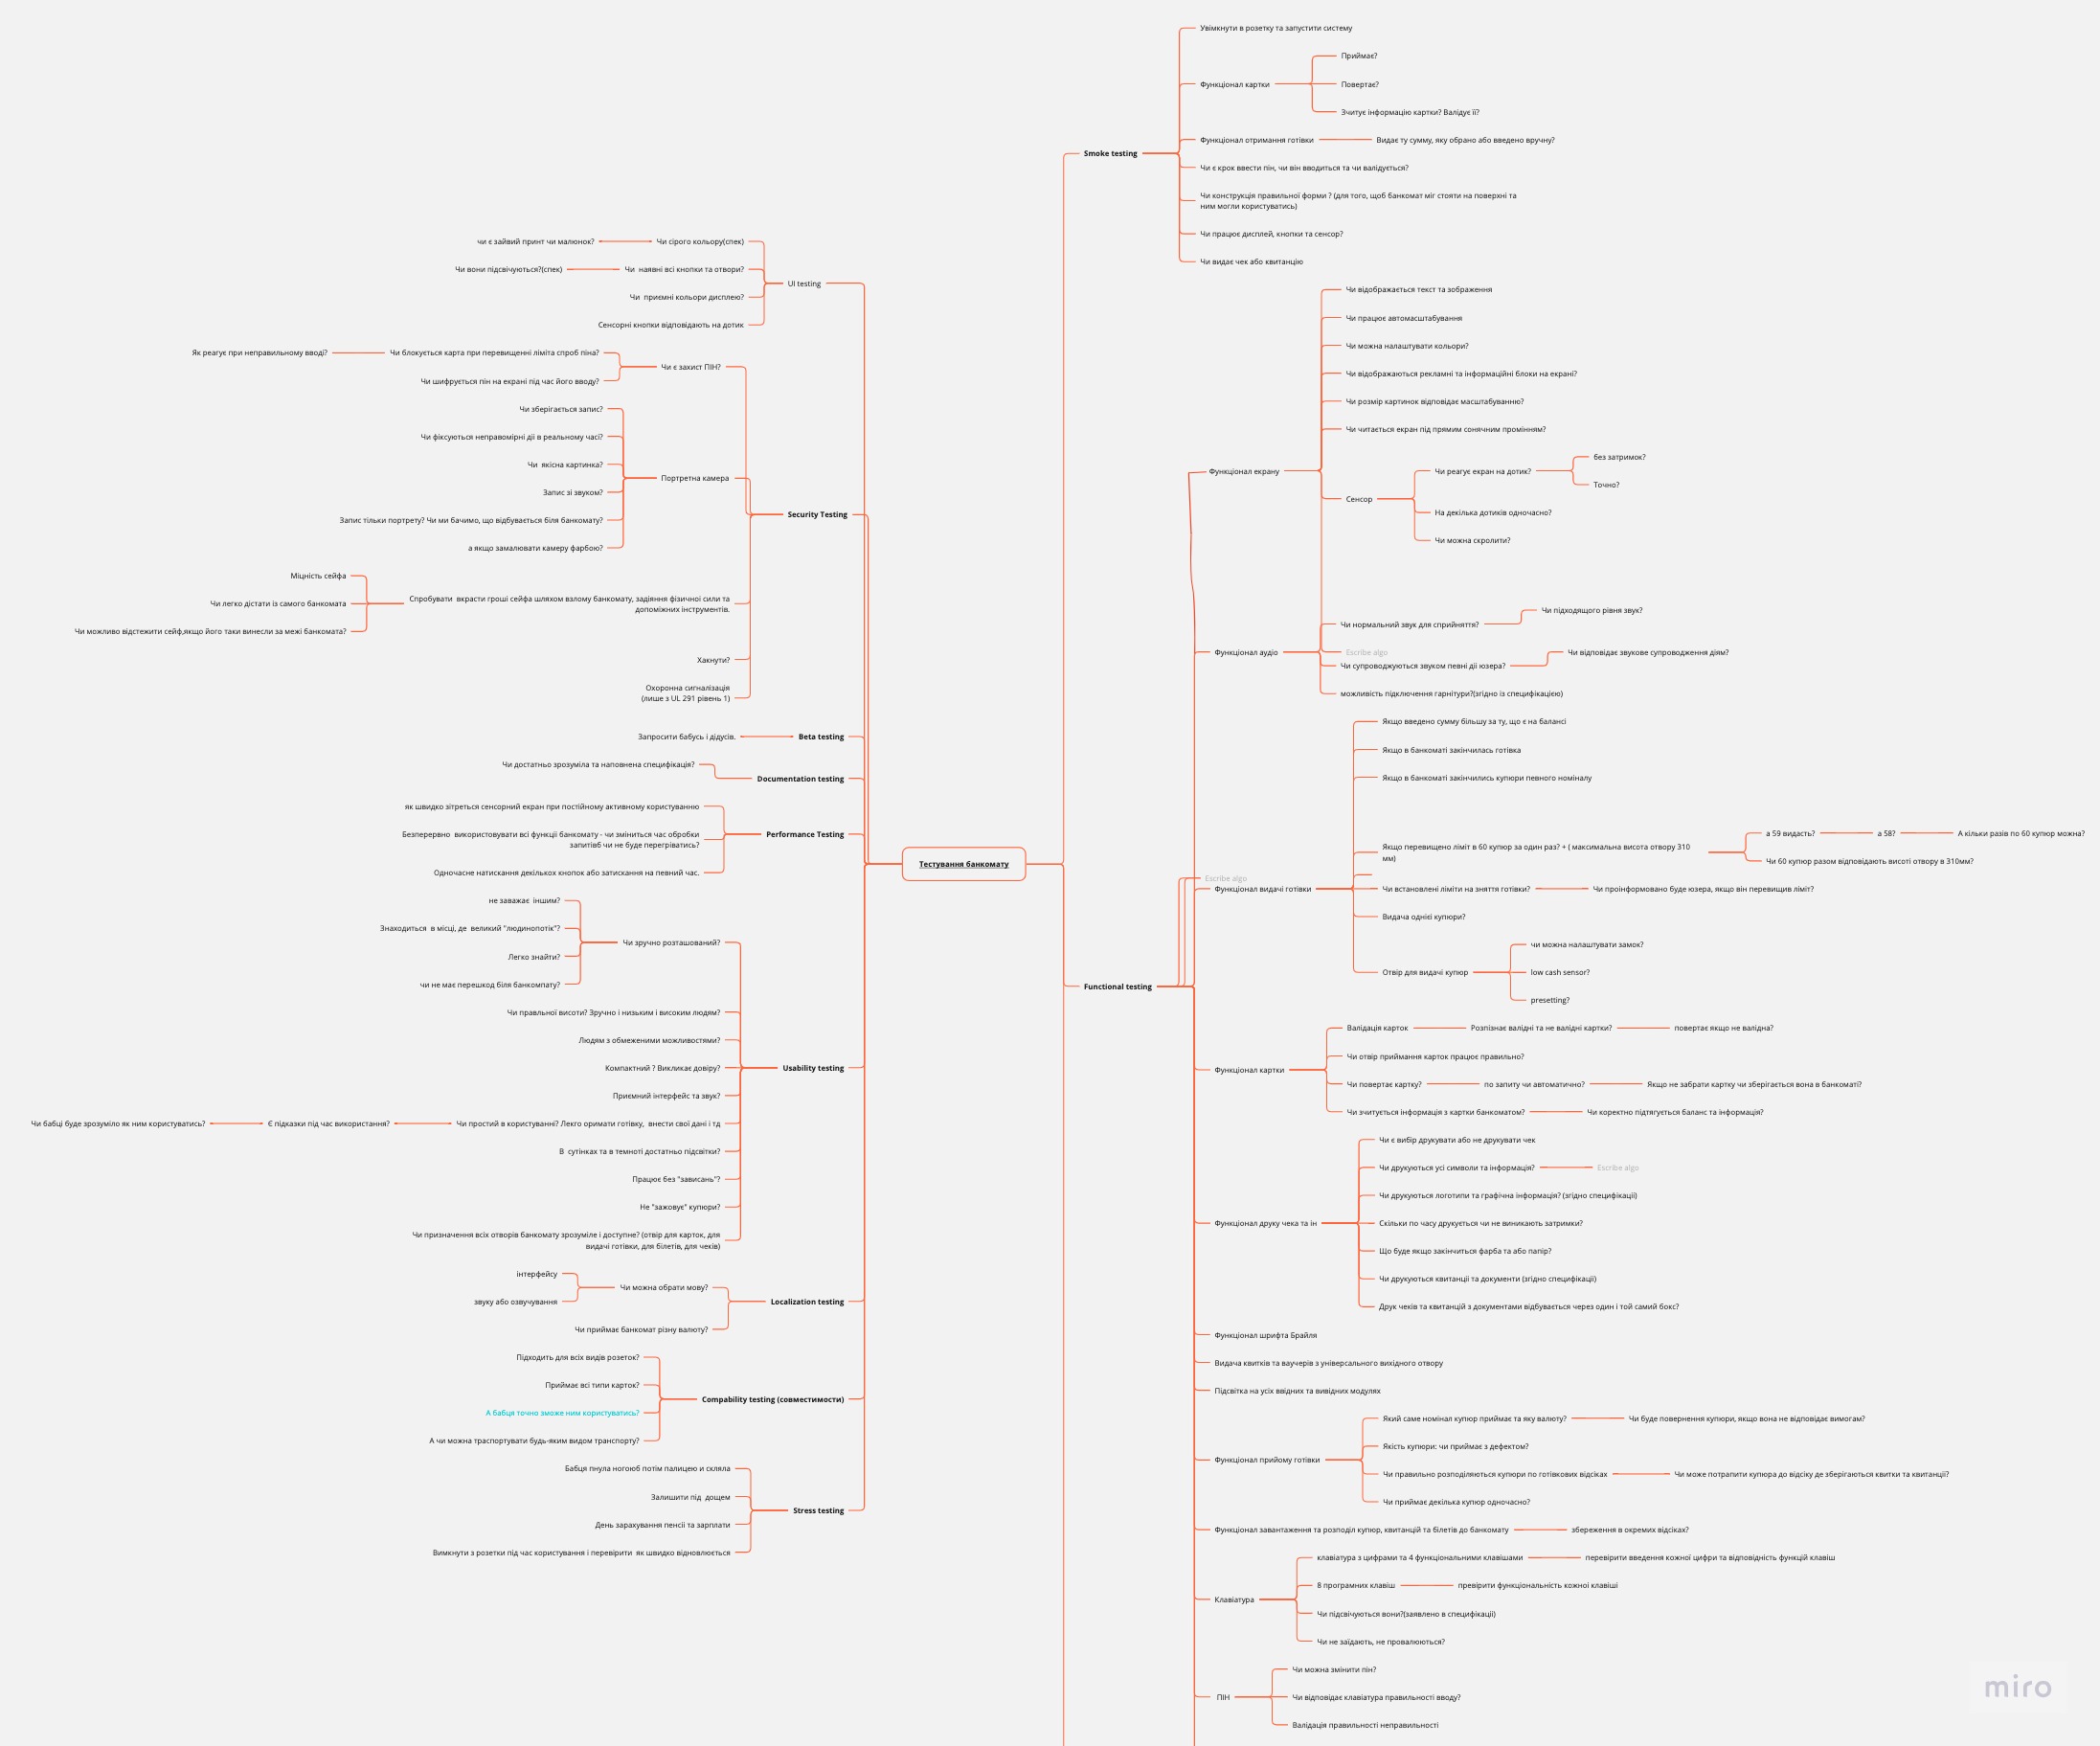 Тестування банкомату
Smoke testing
Увімкнути в розетку та запустити систему
Функціонал картки
Приймає?
Повертає?
Зчитує інформацію картки? Валідує її?
Функціонал отримання готівки
Видає ту сумму, яку обрано або введено вручну?
Чи є крок ввести пін, чи він вводиться та чи валідується?
Чи конструкція правильної форми ? (для того, щоб банкомат міг стояти на поверхні та
ним могли користуватись)
Чи працює дисплей, кнопки та сенсор?
Чи видає чек або квитанцію
Functional testing
Функціонал екрану
Чи відображається текст та зображення
Чи працює автомасштабування
Чи можна налаштувати кольори?
Чи відображаються рекламні та інформаційні блоки на екрані?
Чи розмір картинок відповідає масштабуванню?
Чи читається екран під прямим сонячним промінням?
Сенсор
Чи реагує екран на дотик?
без затримок?
Точно?
На декілька дотиків одночасно?
Чи можна скролити?
Escribe algo
Функціонал аудіо
Чи нормальний звук для сприйняття?
Чи підходящого рівня звук?
Чи супроводжуються звуком певні дії юзера?
Чи відповідає звукове супроводження діям?
можливість підключення гарнітури?(згідно із специфікацією)
Escribe algo
Функціонал видачі готівки
Якщо введено сумму більшу за ту, що є на балансі
Якщо в банкоматі закінчилась готівка
Якщо в банкоматі закінчились купюри певного номіналу
Якщо перевищено ліміт в 60 купюр за один раз? + ( максимальна висота отвору 310
мм)
а 59 видасть?
а 58?
А кільки разів по 60 купюр можна?
Чи 60 купюр разом відповідають висоті отвору в 310мм?
Чи встановлені ліміти на зняття готівки?
Чи проінформовано буде юзера, якщо він перевищив ліміт?
Видача однієї купюри?
Отвір для видачі купюр
чи можна налаштувати замок?
low cash sensor?
presetting?
Функціонал картки
Валідація карток
Розпізнає валідні та не валідні картки?
повертає якщо не валідна?
Чи отвір приймання карток працює правильно?
Чи повертає картку?
по запиту чи автоматично?
Якщо не забрати картку чи зберігається вона в банкоматі?
Чи зчитується інформація з картки банкоматом?
Чи коректно підтягується баланс та інформація?
Функціонал друку чека та ін
Чи є вибір друкувати або не друкувати чек
Чи друкуються усі символи та інформація?
Escribe algo
Чи друкуються логотипи та графічна інформація? (згідно специфікації)
Скільки по часу друкується чи не виникають затримки?
Що буде якщо закінчиться фарба та або папір?
Чи друкуються квитанції та документи (згідно специфікації)
Друк чеків та квитанцій з документами відбувається через один і той самий бокс?
Функціонал шрифта Брайля
Видача квитків та ваучерів з універсального вихідного отвору
Підсвітка на усіх ввідних та вивідних модулях
Функціонал прийому готівки
Який саме номінал купюр приймає та яку валюту?
Чи буде повернення купюри, якщо вона не відповідає вимогам?
Якість купюри: чи приймає з дефектом?
Чи правильно розподіляються купюри по готівкових відсіках
Чи може потрапити купюра до відсіку де зберігаються квитки та квитанції?
Чи приймає декілька купюр одночасно?
Функціонал завантаження та розподіл купюр, квитанцій та білетів до банкомату
збереження в окремих відсіках?
Клавіатура
клавіатура з цифрами та 4 функціональними клавішами
перевірити введення кожної цифри та відповідність функцій клавіш
8 програмних клавіш
превірити функціональність кожної клавіші
Чи підсвічуються вони?(заявлено в специфікації)
Чи не заїдають, не провалюються?
ПІН
Чи можна змінити пін?
Чи відповідає клавіатура правильності вводу?
Валідація правильності неправильності
UI testing
Чи сірого кольору(спек)
чи є зайвий принт чи малюнок?
Чи наявні всі кнопки та отвори?
Чи вони підсвічуються?(спек)
Чи приємні кольори дисплею?
Сенсорні кнопки відповідають на дотик
Security Testing
Чи є захист ПІН?
Чи блокується карта при перевищенні ліміта спроб піна?
Як реагує при неправильному вводі?
Чи шифрується пін на екрані під час його вводу?
Портретна камера
Чи зберігається запис?
Чи фіксуються неправомірні дії в реальному часі?
Чи якісна картинка?
Запис зі звуком?
Запис тільки портрету? Чи ми бачимо, що відбувається біля банкомату?
а якщо замалювати камеру фарбою?
Спробувати вкрасти гроші сейфа шляхом взлому банкомату, задіяння фізичної сили та
допоміжних інструментів.
Міцність сейфа
Чи легко дістати із самого банкомата
Чи можливо відстежити сейф,якщо його таки винесли за межі банкомата?
Хакнути?
Охоронна сигналізація
(лише з UL 291 рівень 1)
Beta testing
Запросити бабусь і дідусів.
Documentation testing
Чи достатньо зрозуміла та наповнена специфікація?
Performance Testing
як швидко зітреться сенсорний екран при постійному активному користуванню
Безперервно використовувати всі функції банкомату - чи зміниться час обробки
запитівб чи не буде перегріватись?
Одночасне натискання декількох кнопок або затискання на певний час.
Usability testing
Чи зручно розташований?
не заважає іншим?
Знаходиться в місці, де великий "людинопотік"?
Легко знайти?
чи не має перешкод біля банкомпату?
Чи правльної висоти? Зручно і низьким і високим людям?
Людям з обмеженими можливостями?
Компактний ? Викликає довіру?
Приємний інтерфейс та звук?
Чи простий в користуванні? Лекго оримати готівку, внести свої дані і тд
Є підказки під час використання?
Чи бабці буде зрозуміло як ним користуватись?
В сутінках та в темноті достатньо підсвітки?
Працює без "зависань"?
Не "зажовує" купюри?
Чи призначення всіх отворів банкомату зрозуміле і доступне? (отвір для карток, для
видачі готівки, для білетів, для чеків)
Localization testing
Чи можна обрати мову?
інтерфейсу
звуку або озвучування
Чи приймає банкомат різну валюту?
Compability testing (совместимости)
Підходить для всіх видів розеток?
Приймає всі типи карток?
А бабця точно зможе ним користуватись?
А чи можна траспортувати будь-яким видом транспорту?
Stress testing
Бабця пнула ногоюб потім палицею и скляла
Залишити під дощем
День зарахування пенсії та зарплати
Вимкнути з розетки під час користування і перевірити як швидко відновлюється
miro